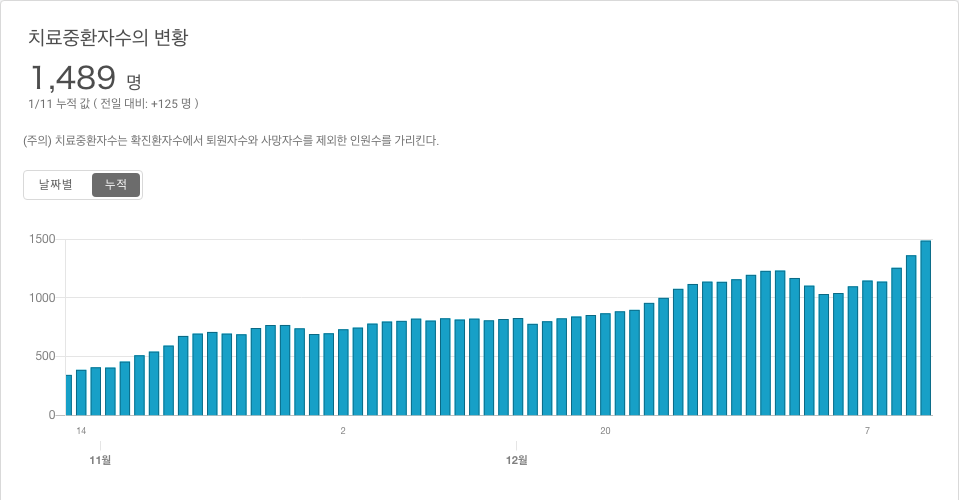 치료중환자수의 변황
1,489 명
1/11 누적 값 ( 전일 대비: +125 명 )
(주의) 치료중환자수는 확진환자수에서 퇴원자수와 사망자수를 제외한 인원수를 가리킨다.
날짜별 누적
1500
1000
500
0
14 2 20 7
11월 12월